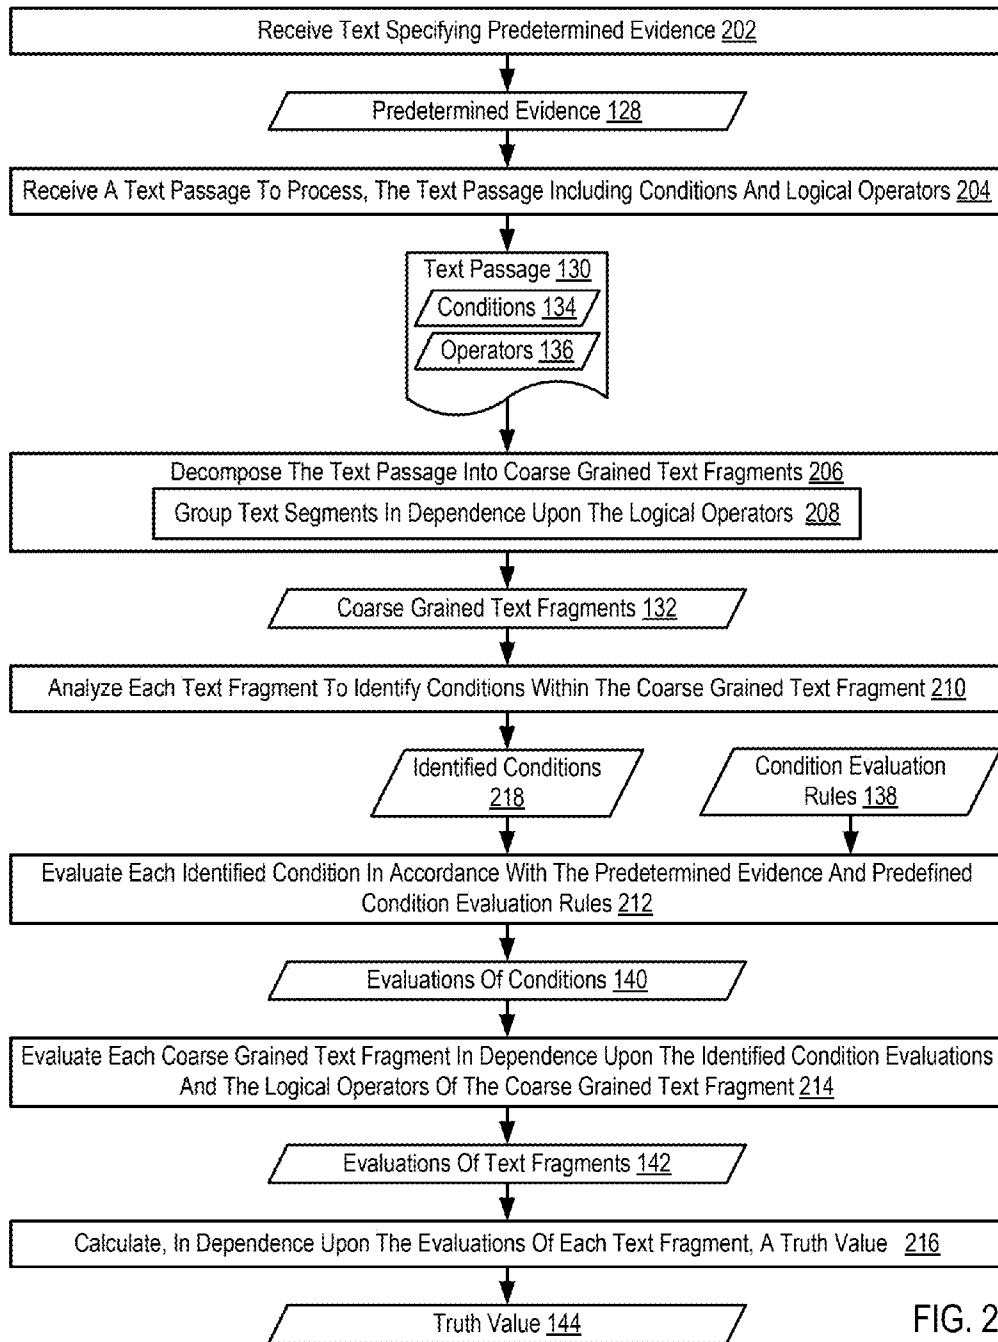 Receive Text Specifying Predetermined Evidence 202
Predetermined Evidence 128
Receive A Text Passage To Process, The Text Passage Including Conditions And Logical Operators 204
Text Passage 130
Conditions 134
Operators 136
Decompose The Text Passage Into Coarse Grained Text Fragments 206
Group Text Segments In Dependence Upon The Logical Operators 208
Coarse Grained Text Fragments 132
Analyze Each Text Fragment To Identify Conditions Within The Coarse Grained Text Fragment 210
Identified Conditions
218
Condition Evaluation
Rules 138
Evaluate Each Identified Condition In Accordance With The Predetermined Evidence And Predefined
Condition Evaluation Rules 212
Evaluations Of Conditions 140
Evaluate Each Coarse Grained Text Fragment In Dependence Upon The Identified Condition Evaluations
And The Logical Operators Of The Coarse Grained Text Fragment 214
Evaluations Of Text Fragments 142
Calculate, In Dependence Upon The Evaluations Of Each Text Fragment, A Truth Value 216
Truth Value 144
FIG. 2